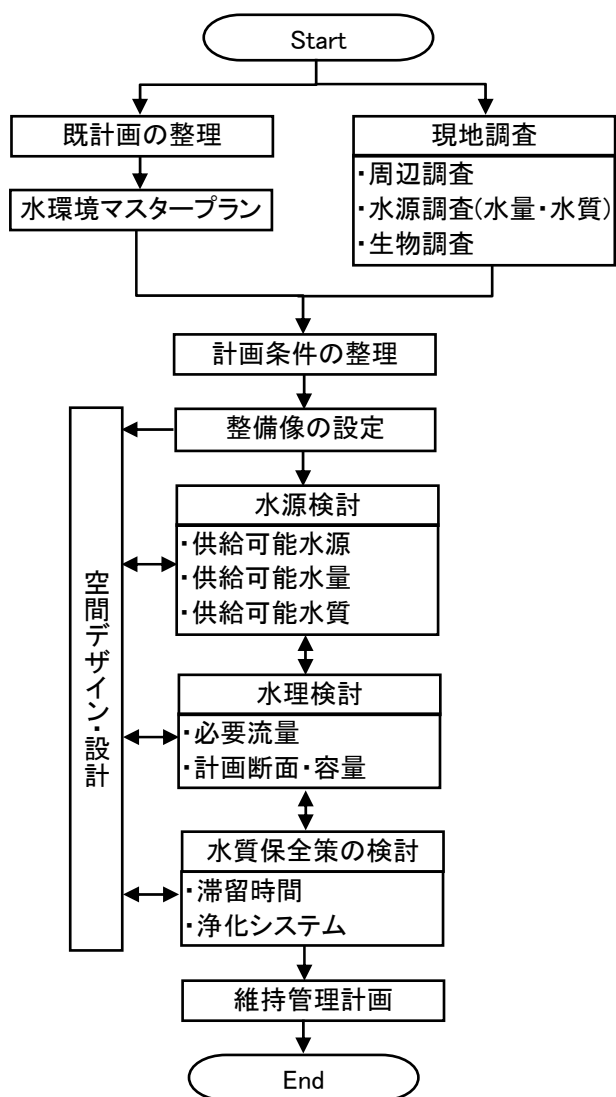 Start
既計画の整理
水環境マスタープラン
現地調査
・周辺調査
・水源調査(水量・水質)
・生物調査
計画条件の整理
整備像の設定
空間デザイン・設計
水源検討
・供給可能水源
・供給可能水量
・供給可能水質
水理検討
・必要流量
・計画断面・容量
水質保全策の検討
・滞留時間
・浄化システム
維持管理計画
End